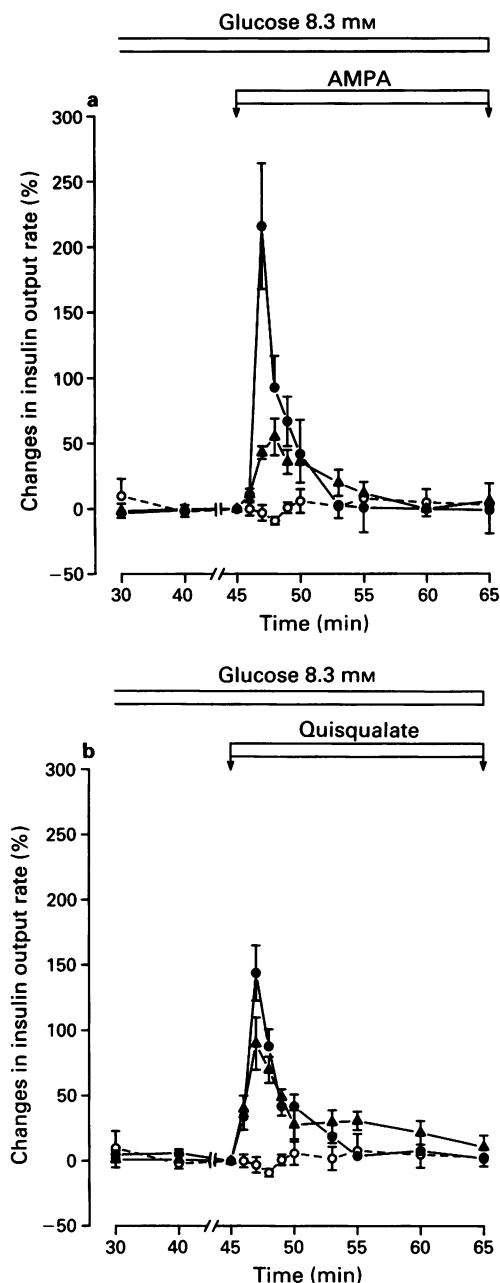 Glucose 8.3 mM
AMPA
a
300
250
200
150
100
50
0
−50
Changes in insulin output rate (%)
30 40 45 50 55 60 65
Time (min)
Glucose 8.3 mM
Quisqualate
b
300
250
200
150
100
50
0
−50
Changes in insulin output rate (%)
30 40 45 50 55 60 65
Time (min)